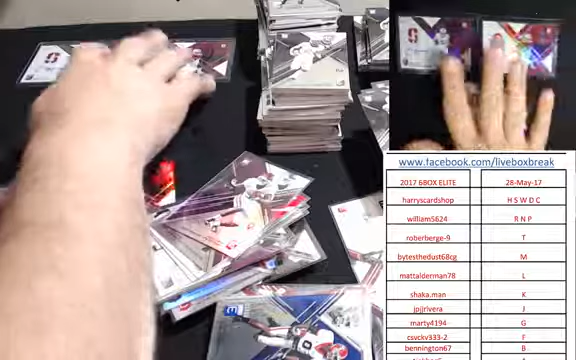 www.facebook.com/liveboxbreak
2017 6BOX ELITE 28-May-17
harryscardshop H S W D C
william5624 R N P
roberberge-9 T
bytesthedust68cg M
mattalderman78 L
shaka.man K
jpjjrivera J
marty4194 G
csvckv333-2 F
bennington67 B